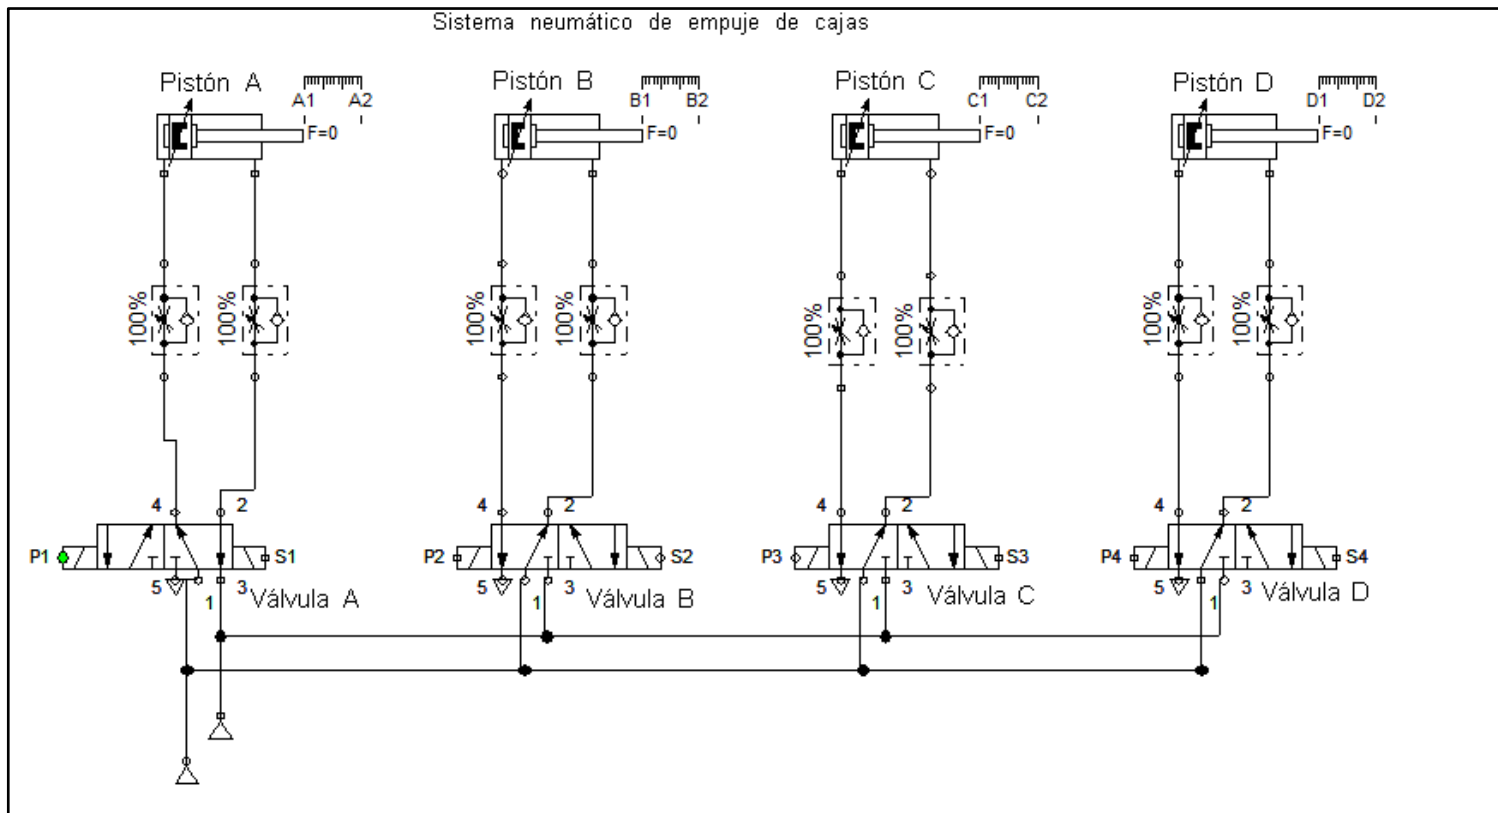 Sistema neumático de empuje de cajas
Pistón A
Pistón B
Pistón C
Pistón D
A1 A2
B1 B2
C1 C2
D1 D2
F=0
F=0
F=0
F=0
100% 100%
100% 100%
100% 100%
100% 100%
4 2
4 2
4 2
4 2
P1 S1
P2 S2
P3 S3
P4 S4
5 1 3 Válvula A
5 1 3 Válvula B
5 1 3 Válvula C
5 1 3 Válvula D